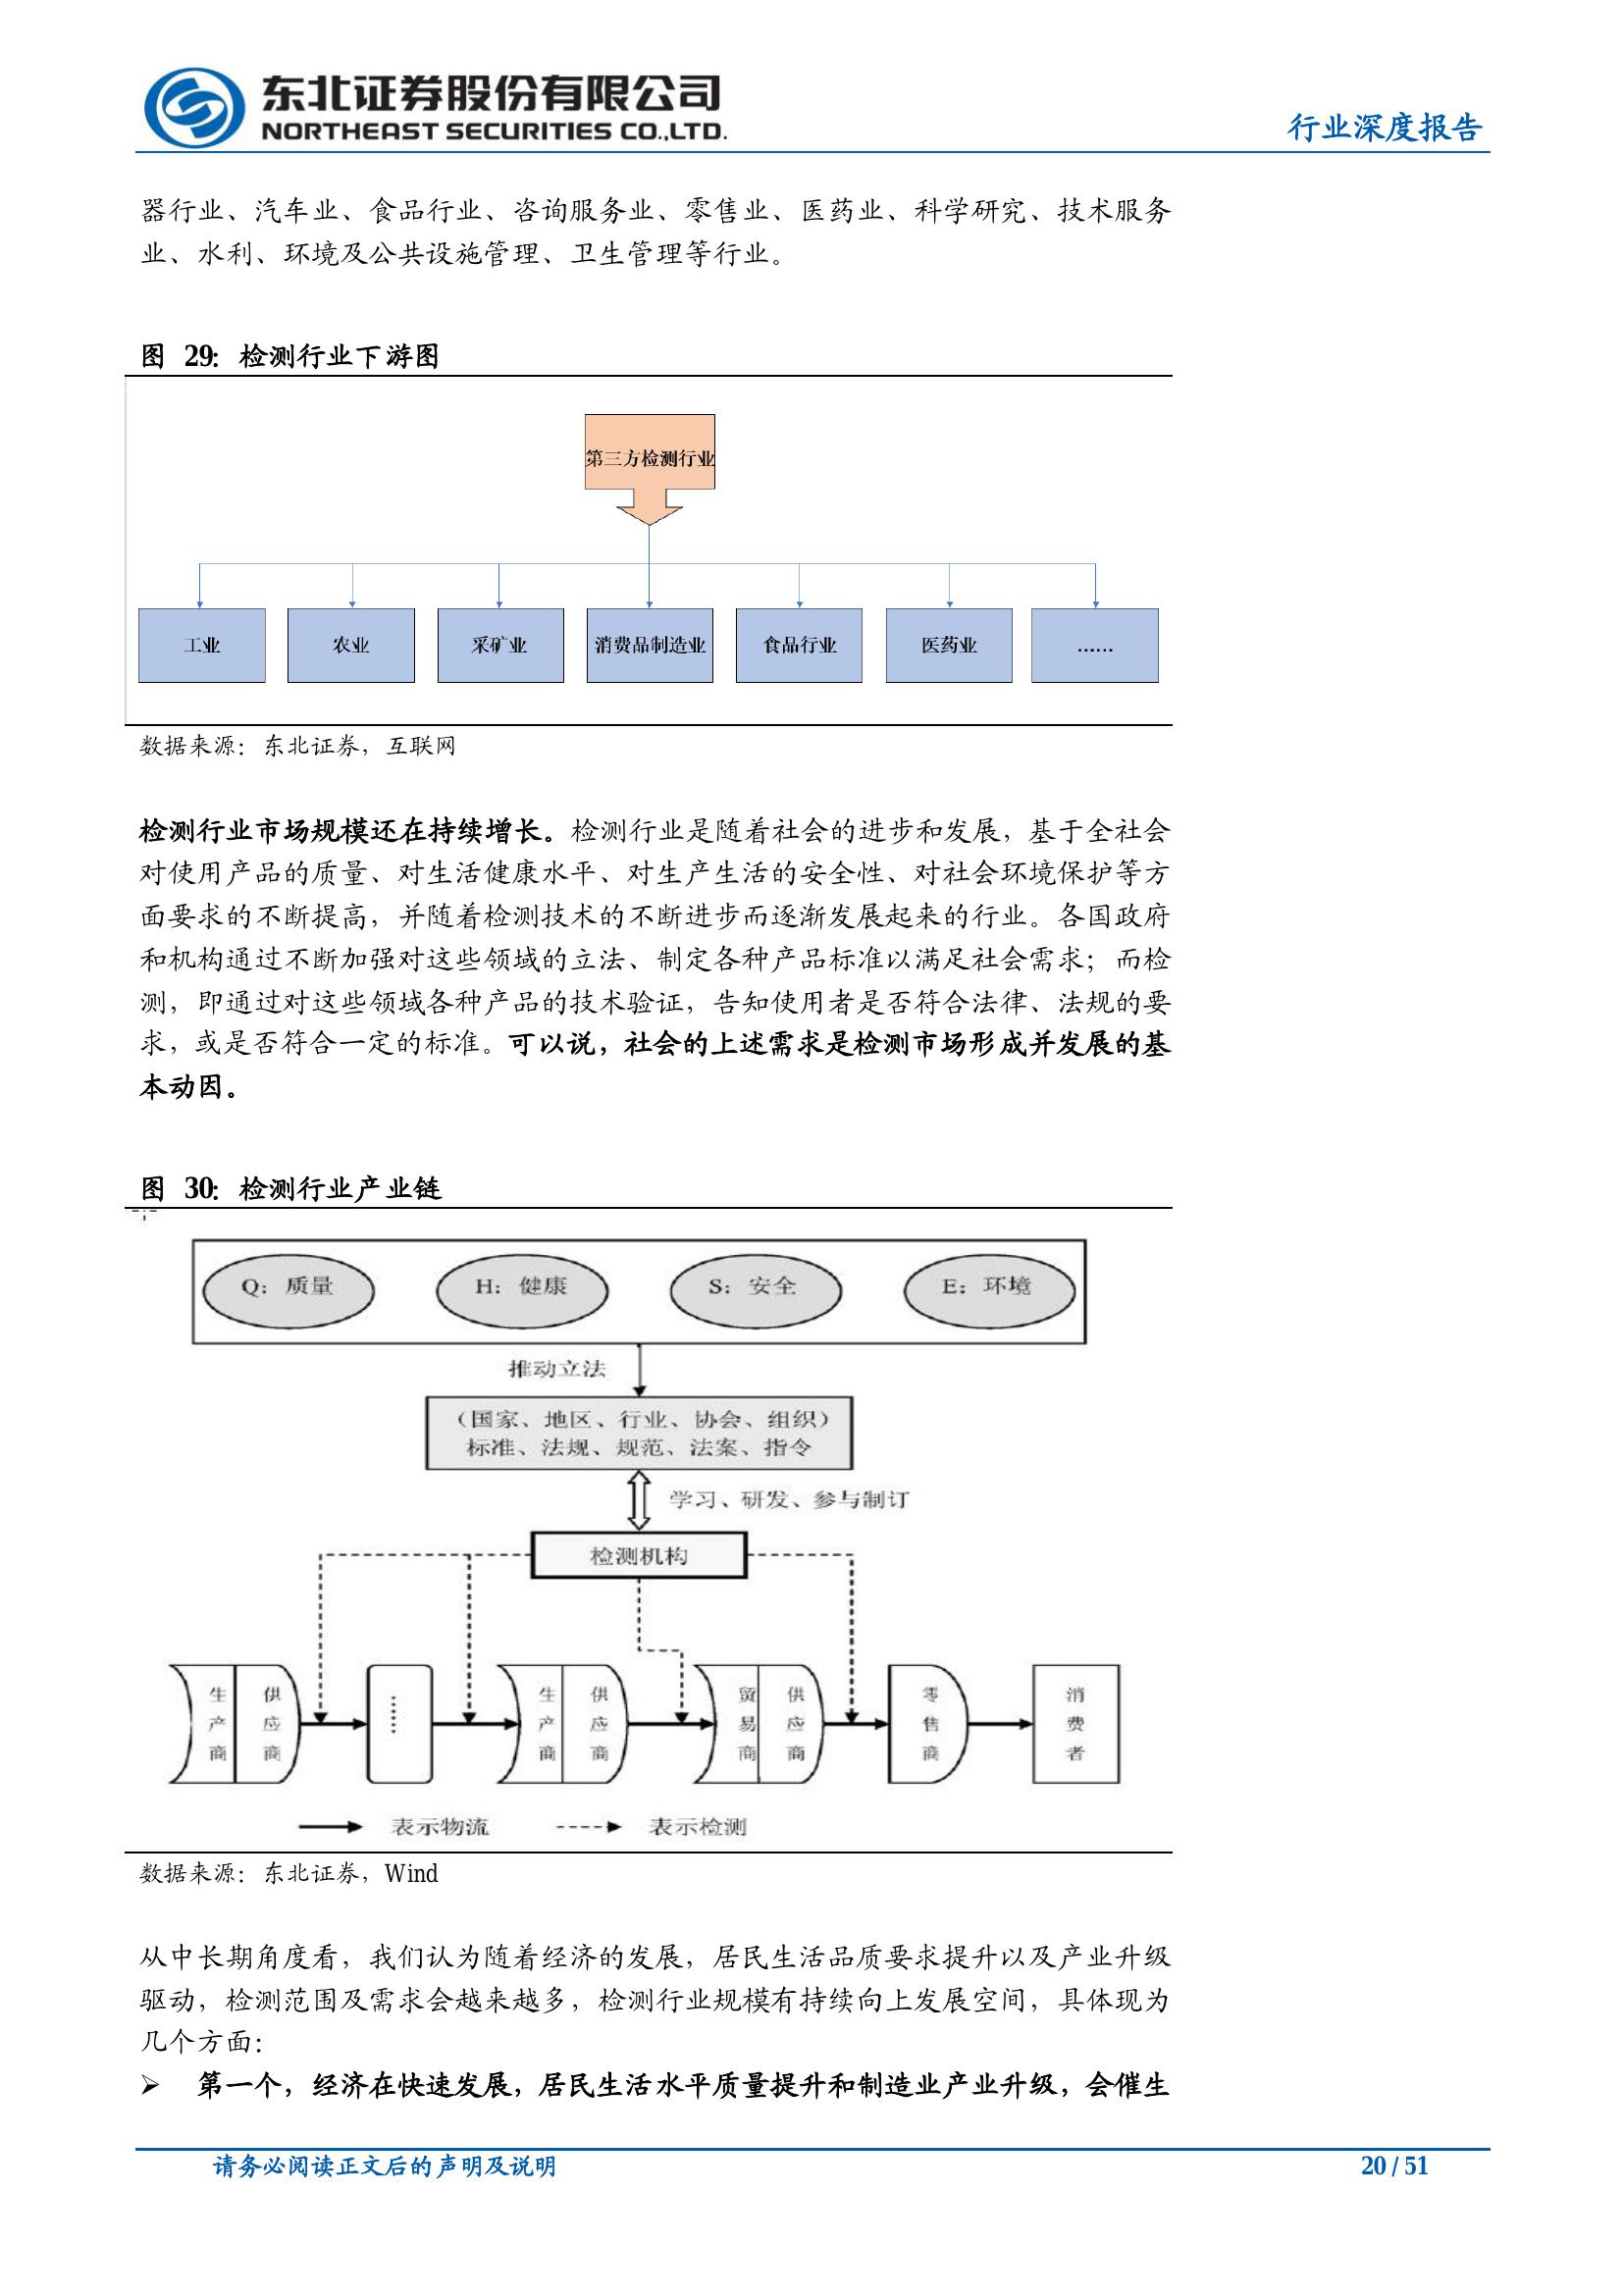 东北证券股份有限公司
NORTHEAST SECURITIES CO.,LTD.
行业深度报告
器行业、汽车业、食品行业、咨询服务业、零售业、医药业、科学研究、技术服务
业、水利、环境及公共设施管理、卫生管理等行业。
图 29：检测行业下游图
第三方检测行业
工业 农业 采矿业 消费品制造业 食品行业 医药业 ……
数据来源：东北证券，互联网
检测行业市场规模还在持续增长。检测行业是随着社会的进步和发展，基于全社会
对使用产品的质量、对生活健康水平、对生产生活的安全性、对社会环境保护等方
面要求的不断提高，并随着检测技术的不断进步而逐渐发展起来的行业。各国政府
和机构通过不断加强对这些领域的立法、制定各种产品标准以满足社会需求；而检
测，即通过对这些领域各种产品的技术验证，告知使用者是否符合法律、法规的要
求，或是否符合一定的标准。可以说，社会的上述需求是检测市场形成并发展的基
本动因。
图 30：检测行业产业链
Q：质量 H：健康 S：安全 E：环境
推动立法
（国家、地区、行业、协会、组织）
标准、法规、规范、法案、指令
学习、研发、参与制订
检测机构
生产商 供应商 …… 生产商 供应商 贸易商 供应商 零售商 消费者
表示物流 表示检测
数据来源：东北证券，Wind
从中长期角度看，我们认为随着经济的发展，居民生活品质要求提升以及产业升级
驱动，检测范围及需求会越来越多，检测行业规模有持续向上发展空间，具体现为
几个方面：
➢ 第一个，经济在快速发展，居民生活水平质量提升和制造业产业升级，会催生
请务必阅读正文后的声明及说明
20 / 51